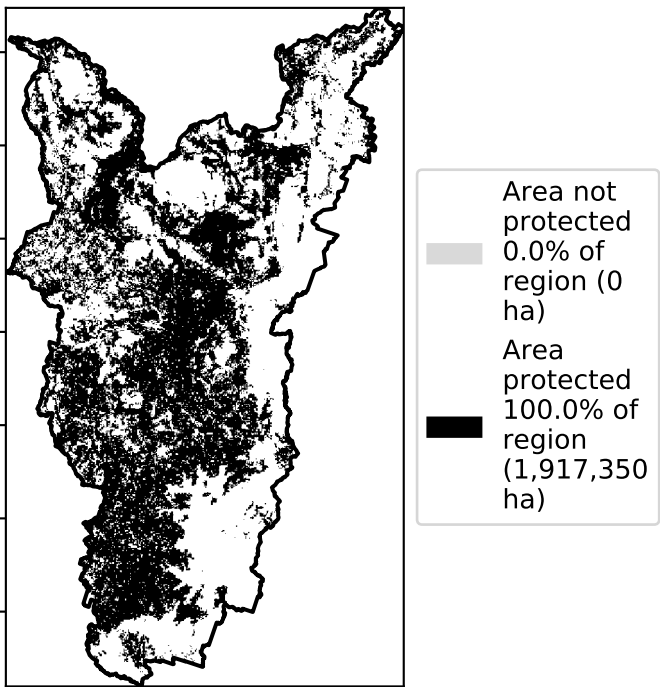 Area not
protected
0.0% of
region (0
ha)
Area
protected
100.0% of
region
(1,917,350
ha)